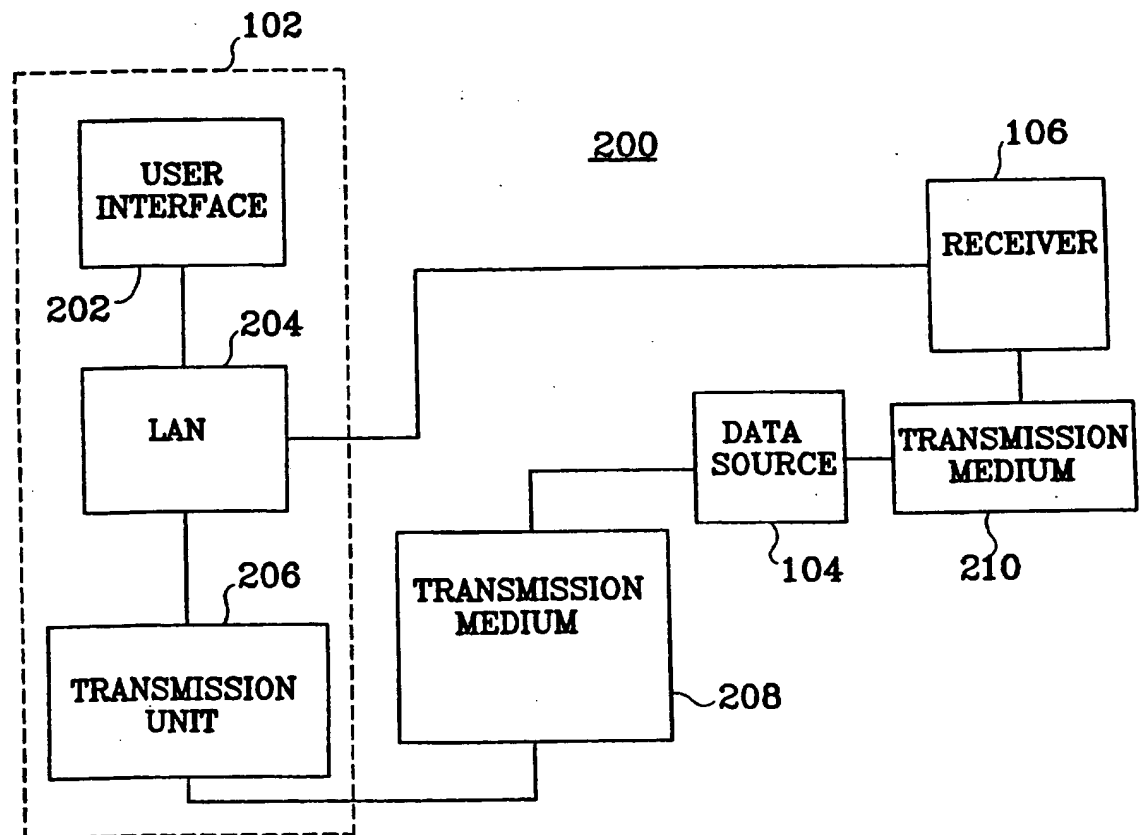 102
USER
INTERFACE
202
204
LAN
206
TRANSMISSION
UNIT
200
106
RECEIVER
DATA
SOURCE
104
TRANSMISSION
MEDIUM
210
TRANSMISSION
MEDIUM
208